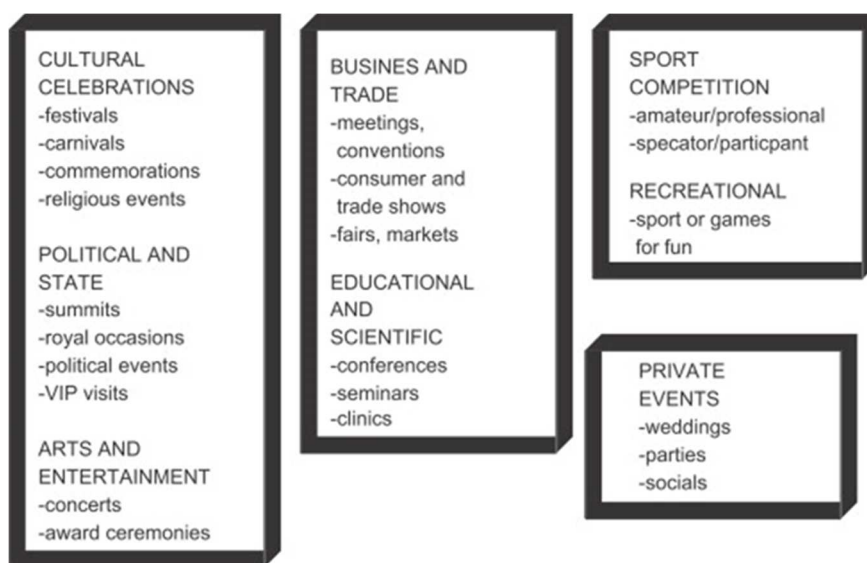 CULTURAL
CELEBRATIONS
-festivals
-carnivals
-commemorations
-religious events
POLITICAL AND
STATE
-summits
-royal occasions
-political events
-VIP visits
ARTS AND
ENTERTAINMENT
-concerts
-award ceremonies
BUSINES AND
TRADE
-meetings,
conventions
-consumer and
trade shows
-fairs, markets
EDUCATIONAL
AND
SCIENTIFIC
-conferences
-seminars
-clinics
SPORT
COMPETITION
-amateur/professional
-specator/particpant
RECREATIONAL
-sport or games
for fun
PRIVATE
EVENTS
-weddings
-parties
-socials